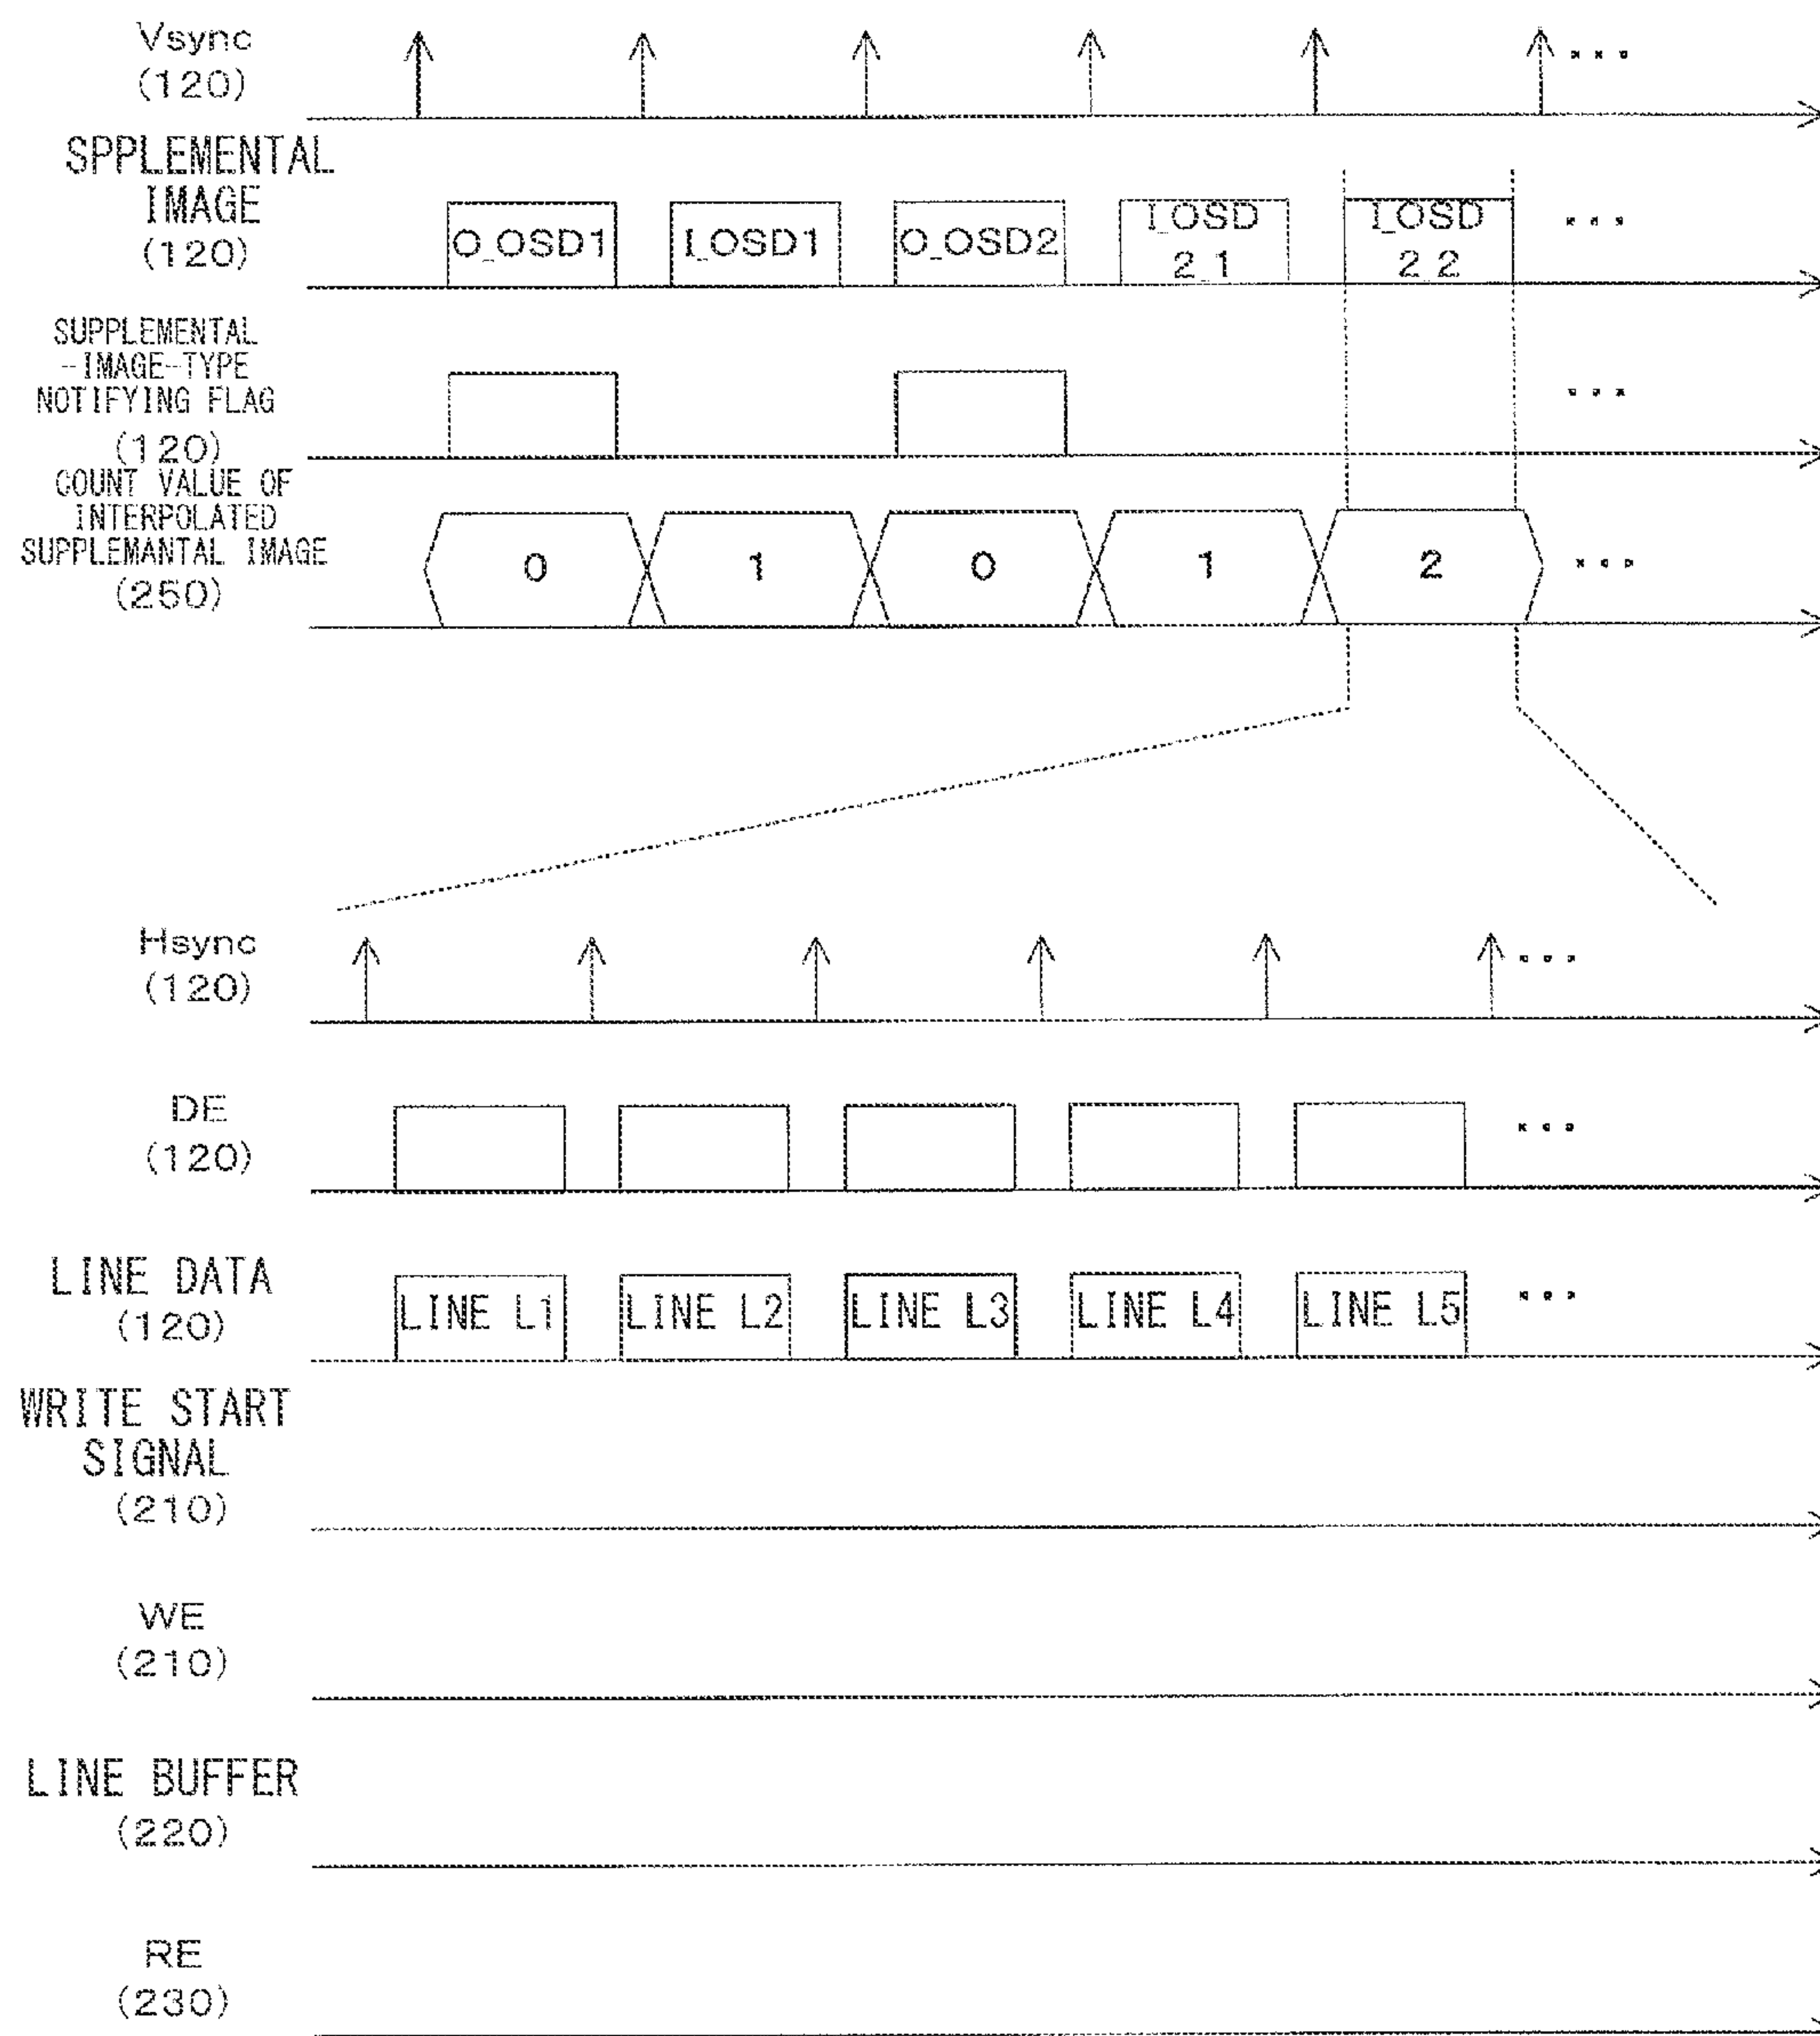 Vsync
(120)
SPPLEMENTAL
IMAGE
(120)
O_OSD1
I_OSD1
O_OSD2
I_OSD
2_1
I_OSD
2 2
SUPPLEMENTAL
-IMAGE-TYPE
NOTIFYING FLAG
(120)
COUNT VALUE OF
INTERPOLATED
SUPPLEMANTAL IMAGE
(250)
0
1
0
1
2
Hsync
(120)
DE
(120)
LINE DATA
(120)
LINE L1
LINE L2
LINE L3
LINE L4
LINE L5
WRITE START
SIGNAL
(210)
WE
(210)
LINE BUFFER
(220)
RE
(230)